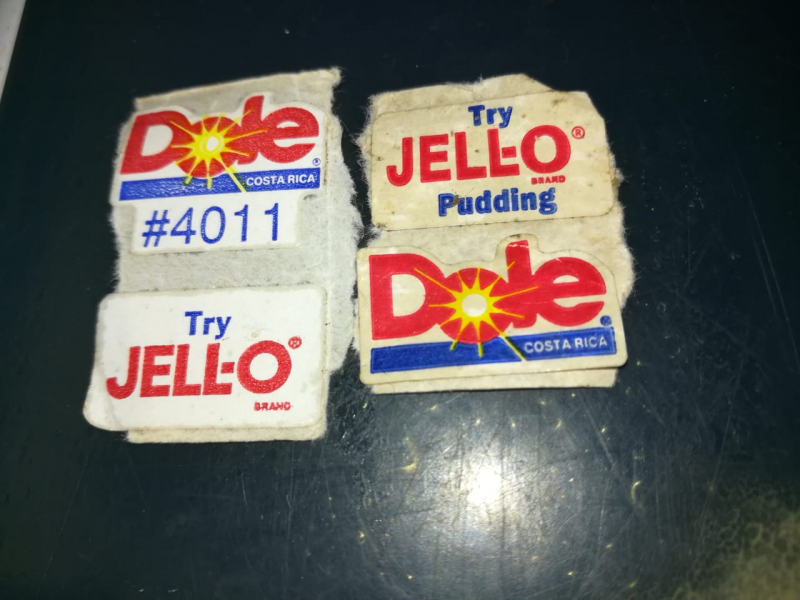 Dole®
COSTA RICA
#4011
Try
JELL-O®
BRAND
Try
JELL-O®
BRAND
Pudding
Dole®
COSTA RICA